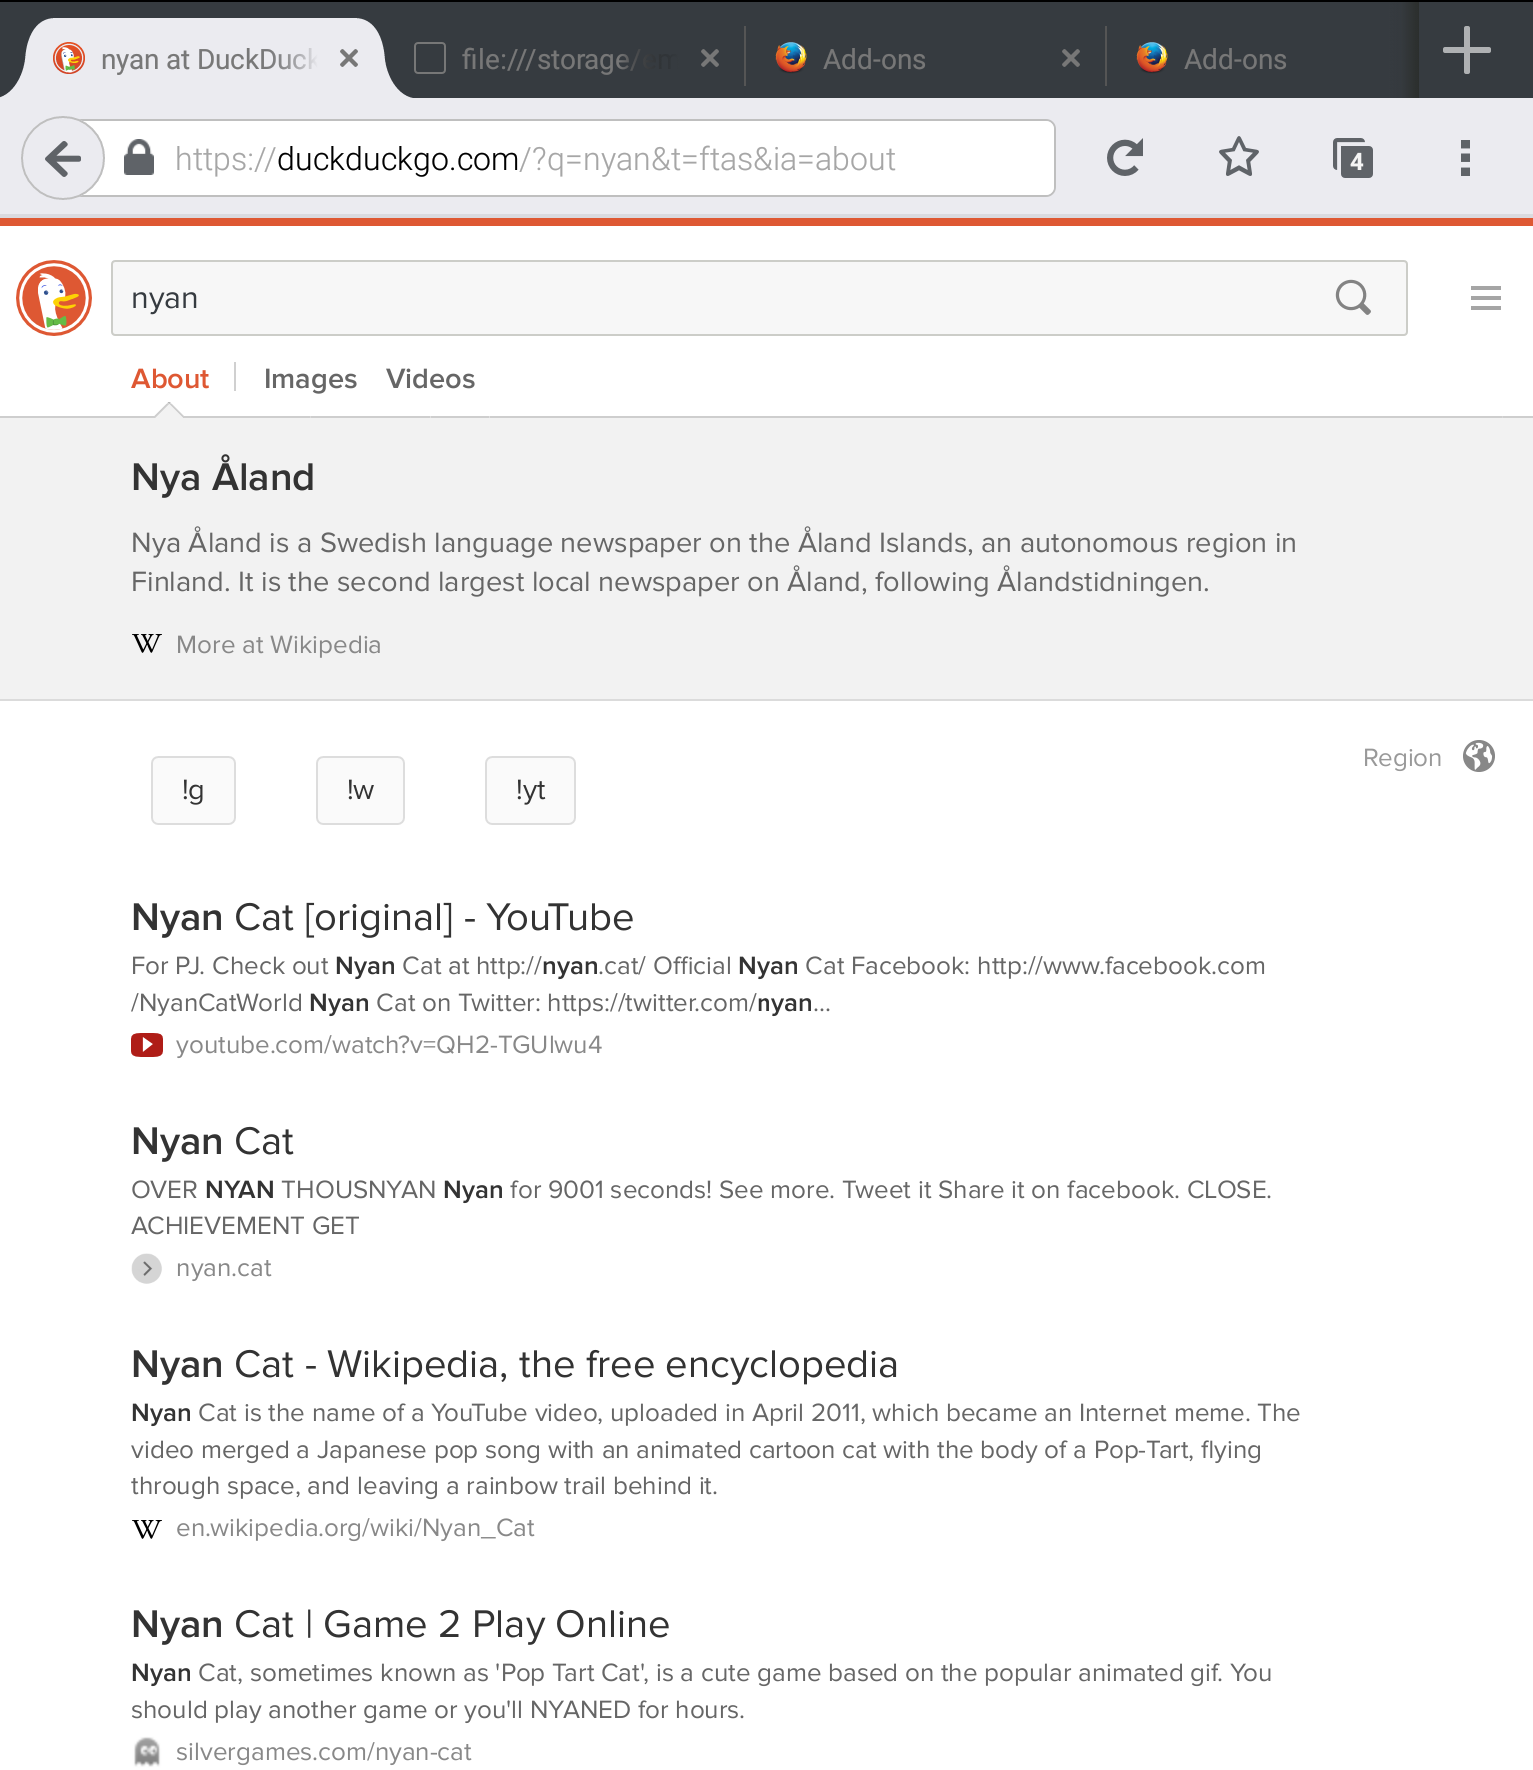 nyan at DuckDuck
file:///storage/em
Add-ons
Add-ons
https://duckduckgo.com/?q=nyan&t=ftas&ia=about
4
nyan
About
Images
Videos
Nya Åland
Nya Åland is a Swedish language newspaper on the Åland Islands, an autonomous region in
Finland. It is the second largest local newspaper on Åland, following Ålandstidningen.
W More at Wikipedia
Region
!g
!w
!yt
Nyan Cat [original] - YouTube
For PJ. Check out Nyan Cat at http://nyan.cat/ Official Nyan Cat Facebook: http://www.facebook.com
/NyanCatWorld Nyan Cat on Twitter: https://twitter.com/nyan...
youtube.com/watch?v=QH2-TGUlwu4
Nyan Cat
OVER NYAN THOUSNYAN Nyan for 9001 seconds! See more. Tweet it Share it on facebook. CLOSE.
ACHIEVEMENT GET
nyan.cat
Nyan Cat - Wikipedia, the free encyclopedia
Nyan Cat is the name of a YouTube video, uploaded in April 2011, which became an Internet meme. The
video merged a Japanese pop song with an animated cartoon cat with the body of a Pop-Tart, flying
through space, and leaving a rainbow trail behind it.
W en.wikipedia.org/wiki/Nyan_Cat
Nyan Cat | Game 2 Play Online
Nyan Cat, sometimes known as 'Pop Tart Cat', is a cute game based on the popular animated gif. You
should play another game or you'll NYANED for hours.
silvergames.com/nyan-cat